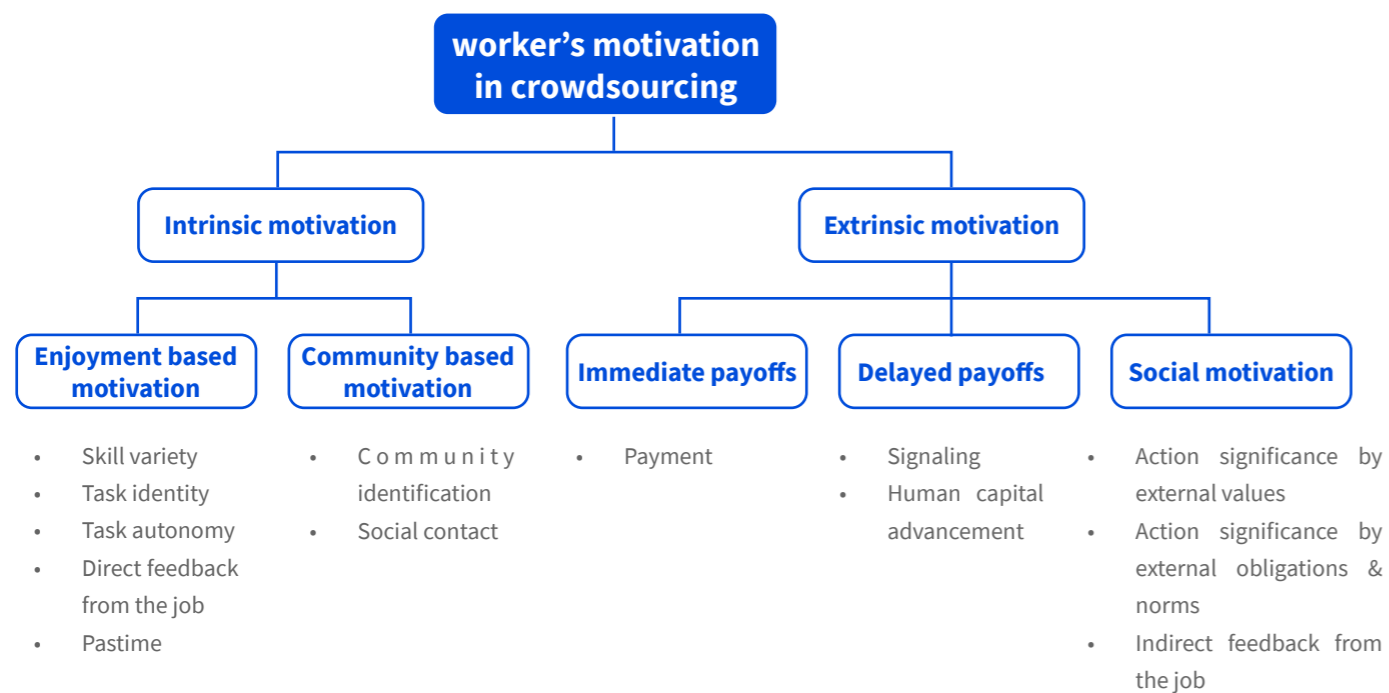 worker’s motivation
in crowdsourcing
Intrinsic motivation
Extrinsic motivation
Enjoyment based
motivation
Community based
motivation
Immediate payoffs
Delayed payoffs
Social motivation
• Skill variety
• Task identity
• Task autonomy
• Direct feedback
from the job
• Pastime
• Community
identification
• Social contact
• Payment
• Signaling
• Human capital
advancement
• Action significance by
external values
• Action significance by
external obligations &
norms
• Indirect feedback from
the job